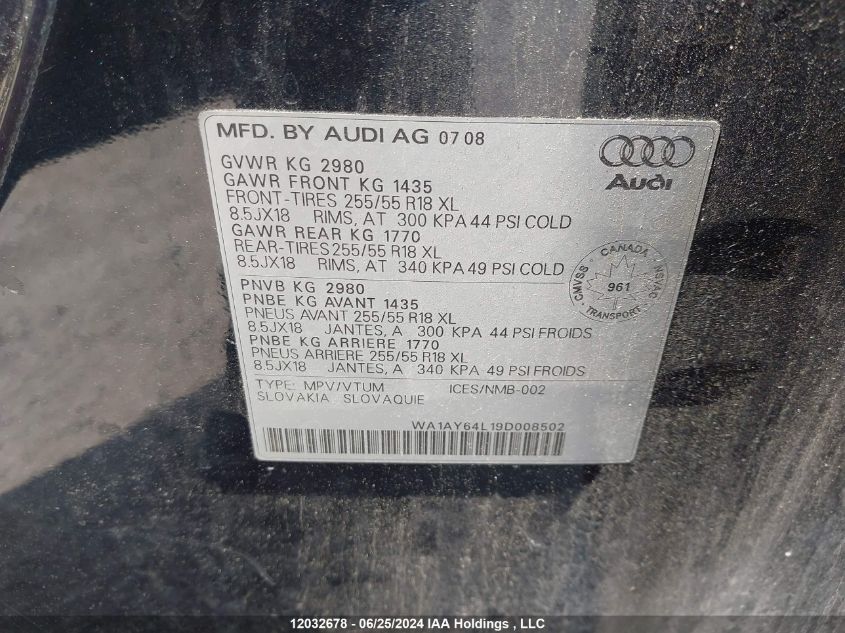 MFD. BY AUDI AG 07 08
Audi
GVWR KG 2980
GAWR FRONT KG 1435
FRONT-TIRES 255/55 R18 XL
8.5JX18 RIMS, AT 300 KPA 44 PSI COLD
GAWR REAR KG 1770
REAR-TIRES 255/55 R18 XL
8.5JX18 RIMS, AT 340 KPA 49 PSI COLD
CANADA
CMVSS 961 NSVAC
TRANSPORT
PNVB KG 2980
PNBE KG AVANT 1435
PNEUS AVANT 255/55 R18 XL
8.5JX18 JANTES, A 300 KPA 44 PSI FROIDS
PNBE KG ARRIERE 1770
PNEUS ARRIERE 255/55 R18 XL
8.5JX18 JANTES, A 340 KPA 49 PSI FROIDS
TYPE: MPV/VTUM ICES/NMB-002
SLOVAKIA SLOVAQUIE
WA1AY64L19D008502
12032678 - 06/25/2024 IAA Holdings , LLC